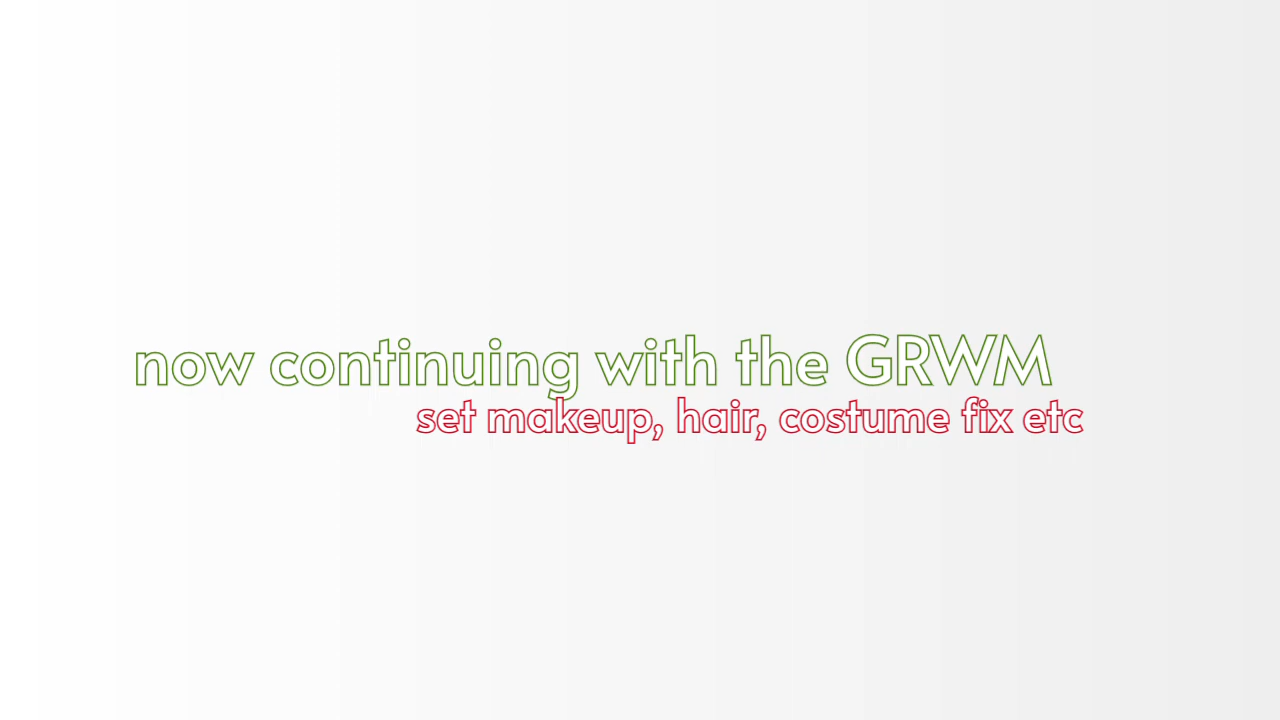 now continuing with the GRWM
set makeup, hair, costume fix etc